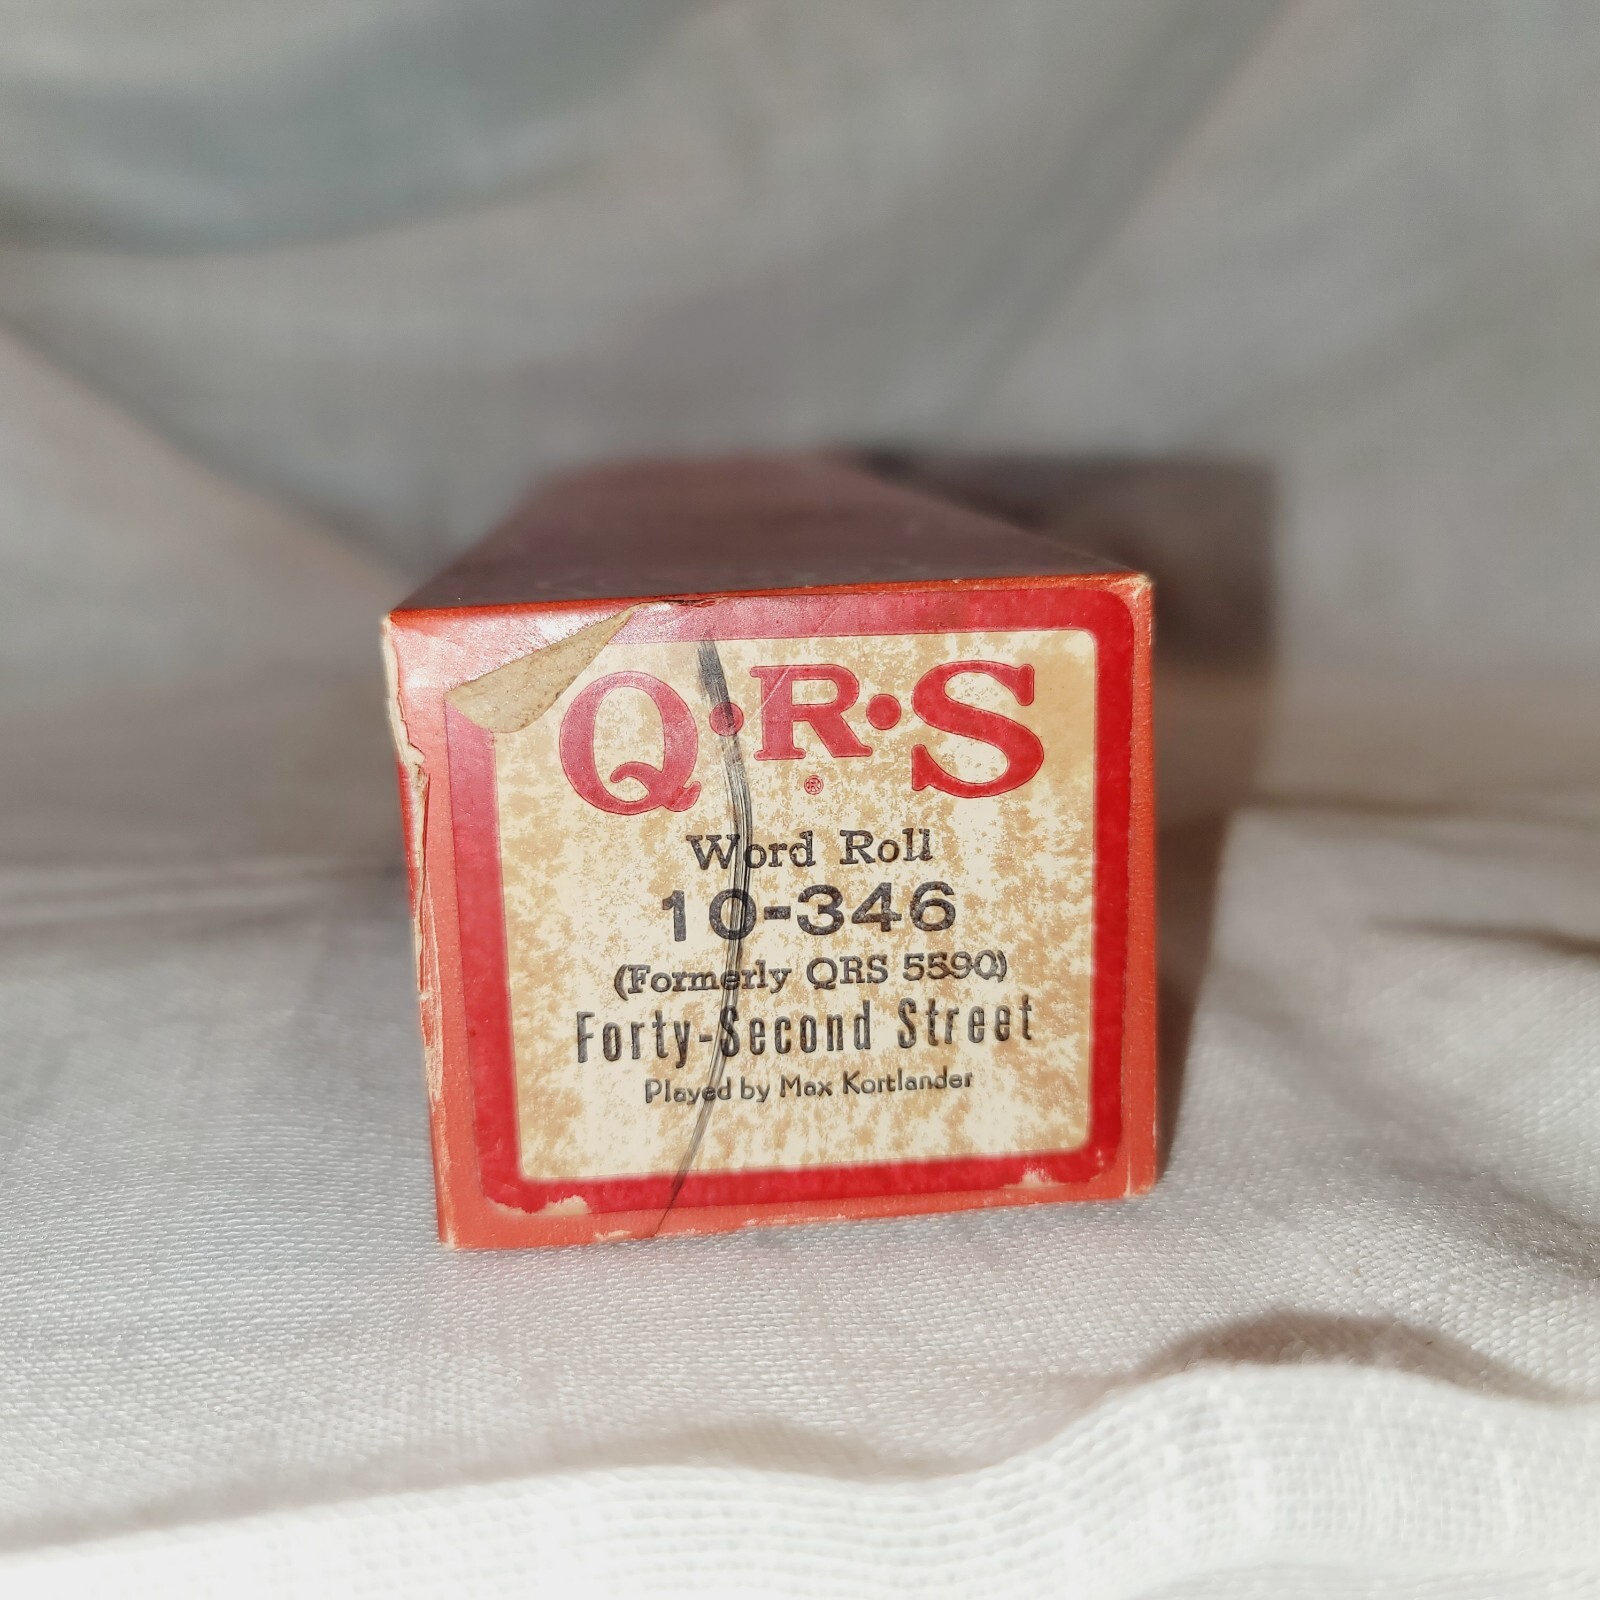 Q·R·S
®
Word Roll
10-346
(Formerly QRS 5590)
Forty-Second Street
Played by Max Kortlander